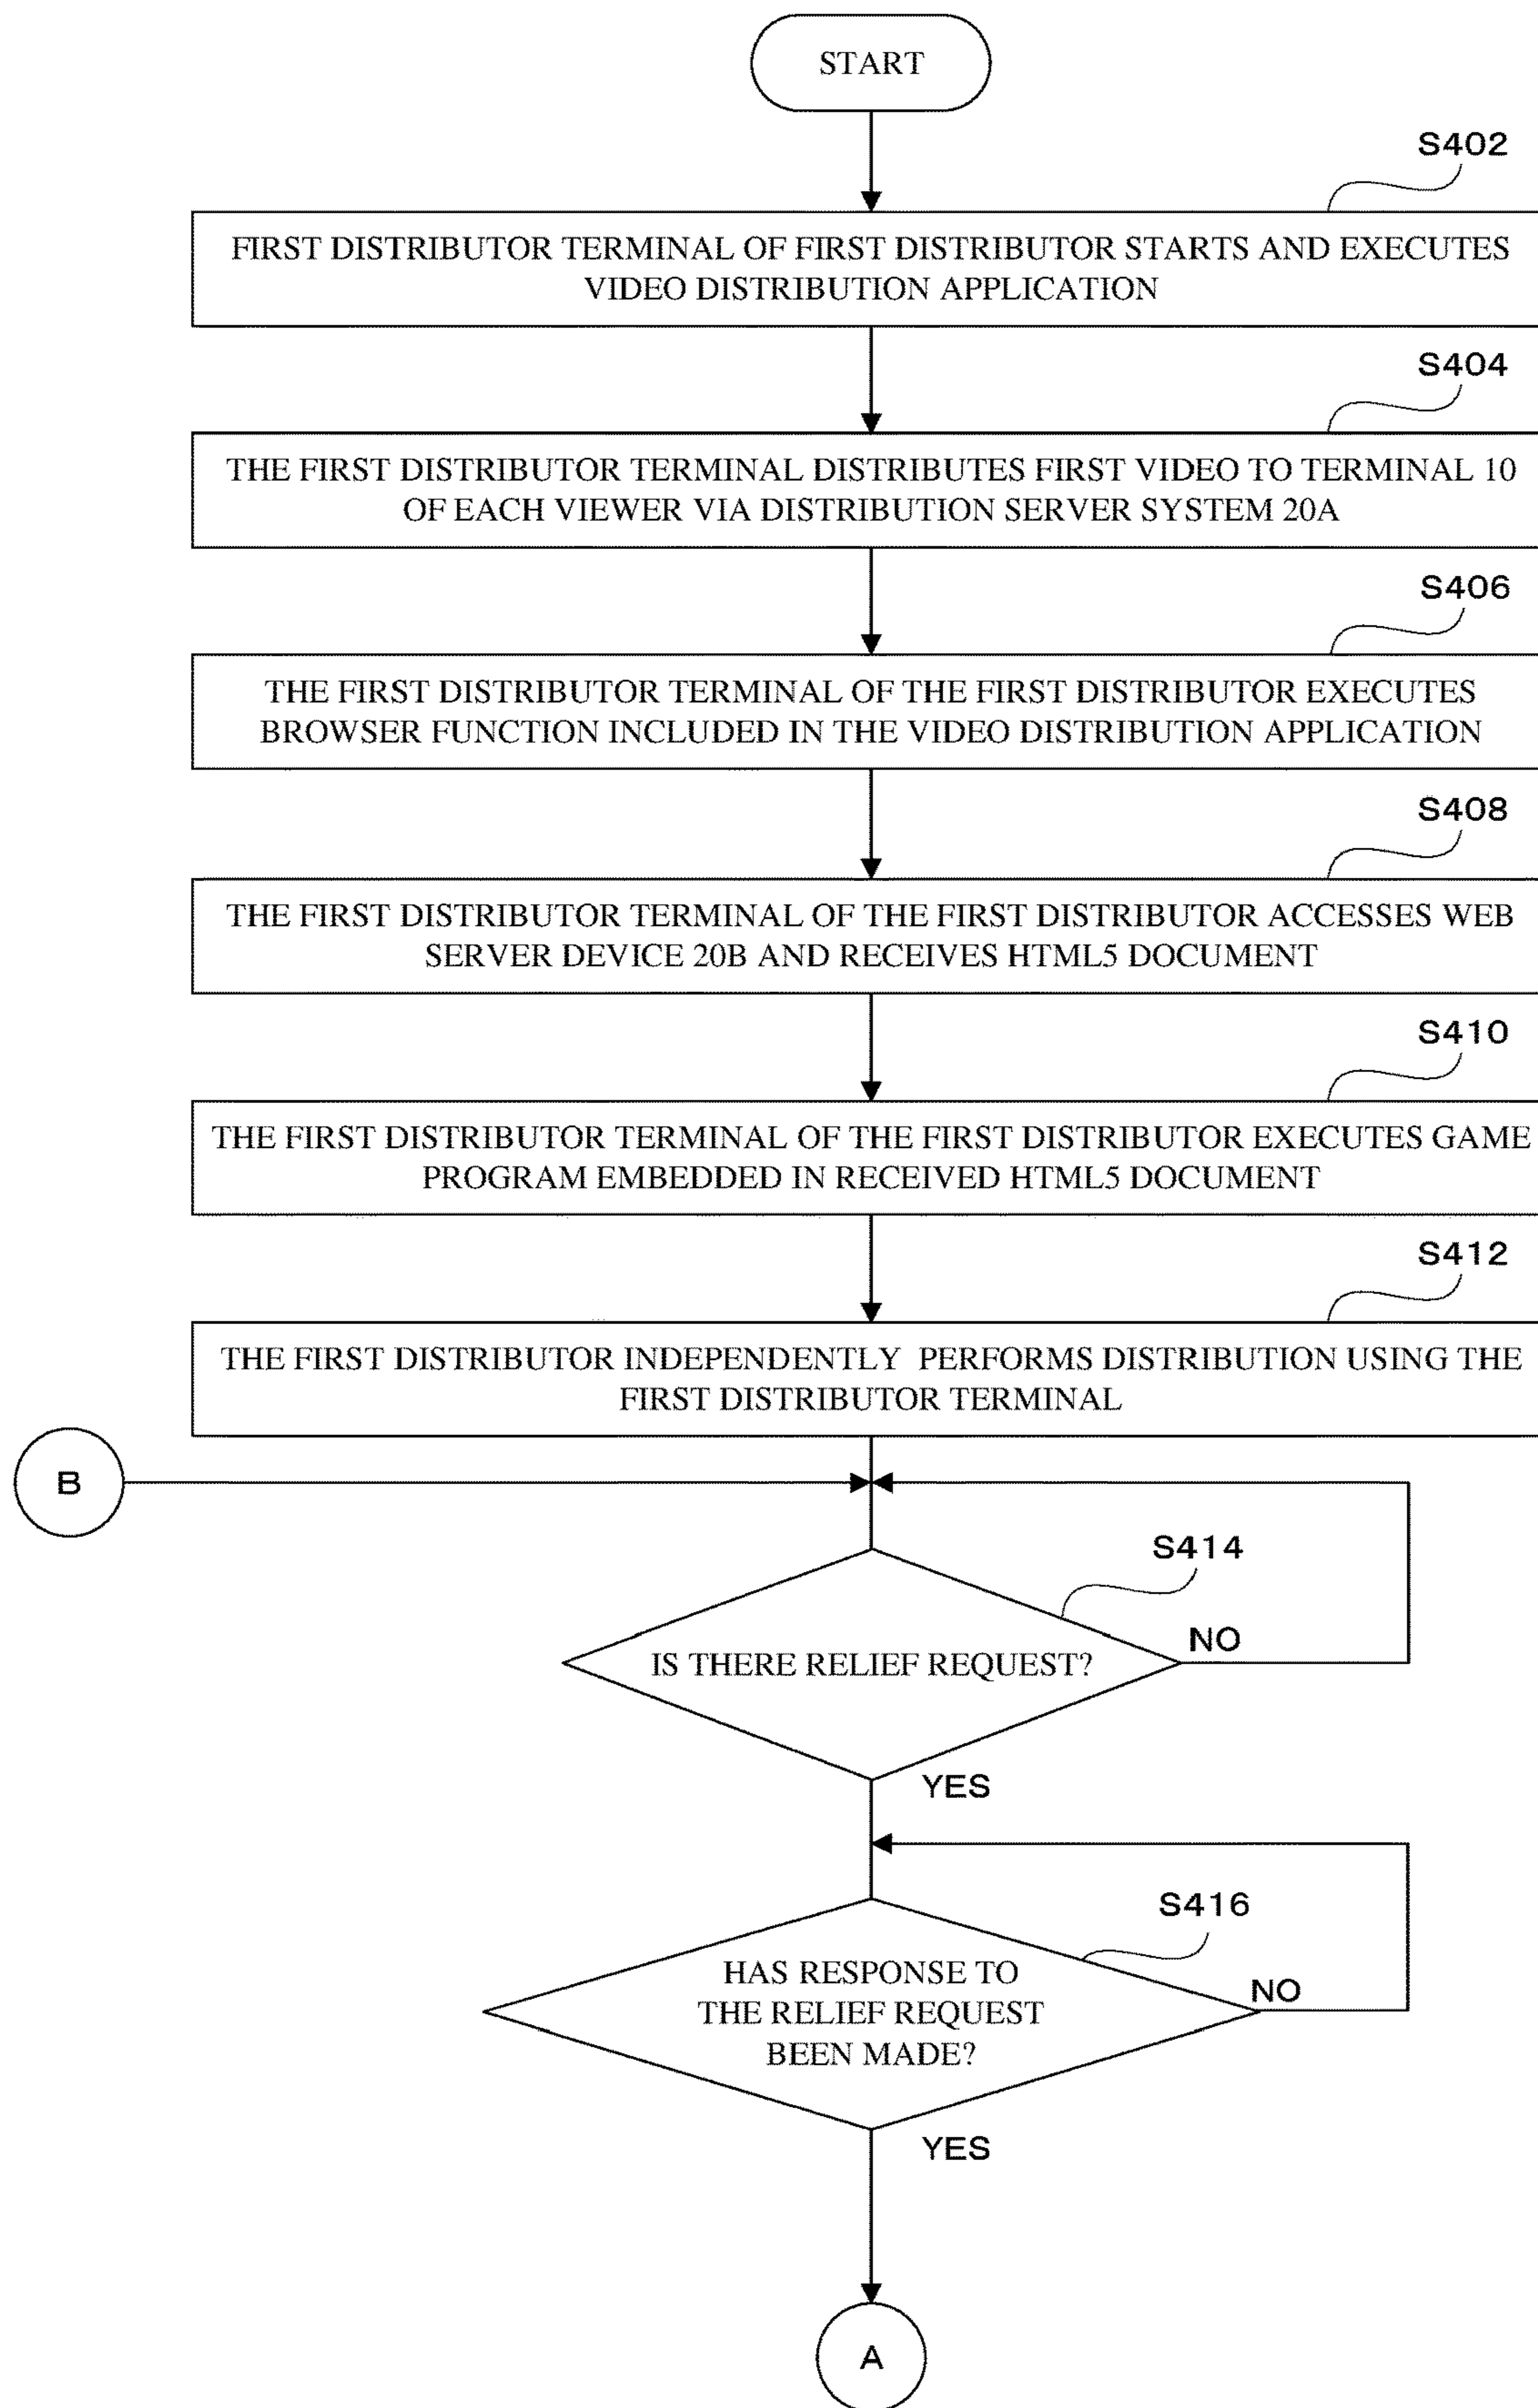 START
S402
FIRST DISTRIBUTOR TERMINAL OF FIRST DISTRIBUTOR STARTS AND EXECUTES
VIDEO DISTRIBUTION APPLICATION
S404
THE FIRST DISTRIBUTOR TERMINAL DISTRIBUTES FIRST VIDEO TO TERMINAL 10
OF EACH VIEWER VIA DISTRIBUTION SERVER SYSTEM 20A
S406
THE FIRST DISTRIBUTOR TERMINAL OF THE FIRST DISTRIBUTOR EXECUTES
BROWSER FUNCTION INCLUDED IN THE VIDEO DISTRIBUTION APPLICATION
S408
THE FIRST DISTRIBUTOR TERMINAL OF THE FIRST DISTRIBUTOR ACCESSES WEB
SERVER DEVICE 20B AND RECEIVES HTML5 DOCUMENT
S410
THE FIRST DISTRIBUTOR TERMINAL OF THE FIRST DISTRIBUTOR EXECUTES GAME
PROGRAM EMBEDDED IN RECEIVED HTML5 DOCUMENT
S412
THE FIRST DISTRIBUTOR INDEPENDENTLY PERFORMS DISTRIBUTION USING THE
FIRST DISTRIBUTOR TERMINAL
B
S414
NO
IS THERE RELIEF REQUEST?
YES
S416
HAS RESPONSE TO
NO
THE RELIEF REQUEST
BEEN MADE?
YES
A